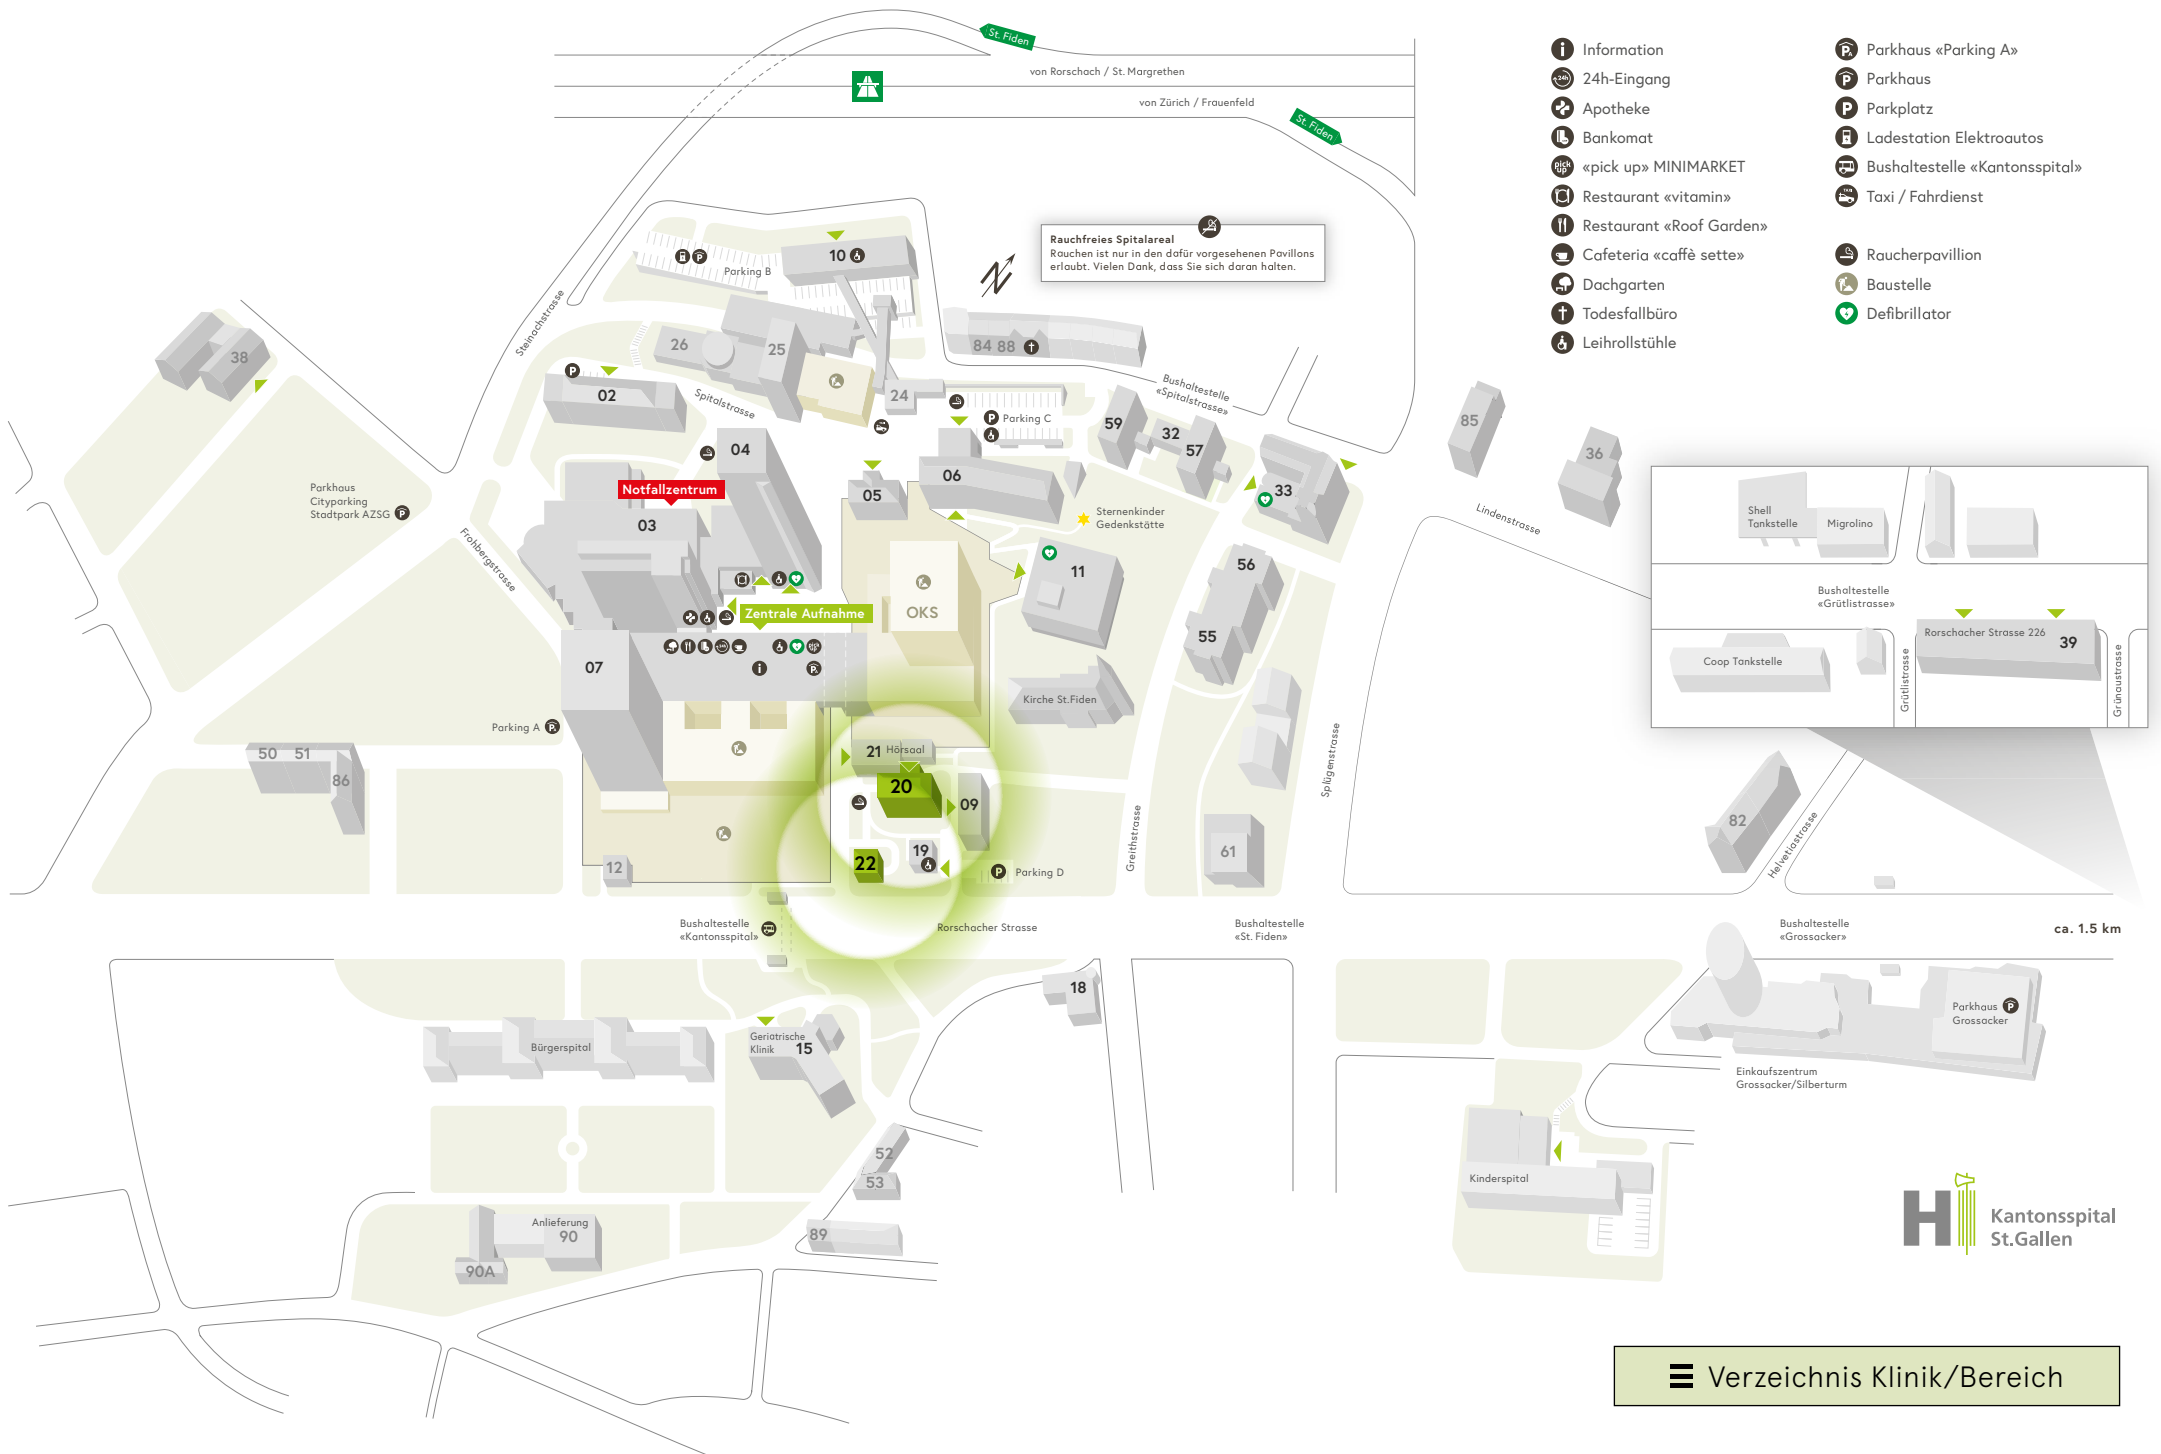 St. Fiden
von Rorschach / St. Margrethen
von Zürich / Frauenfeld
St. Fiden
Information
24h-Eingang
Apotheke
Bankomat
pick up
«pick up» MINIMARKET
Restaurant «vitamin»
Restaurant «Roof Garden»
Cafeteria «caffè sette»
Dachgarten
Todesfallbüro
Leihrollstühle
Parkhaus «Parking A»
Parkhaus
Parkplatz
Ladestation Elektroautos
Bushaltestelle «Kantonsspital»
Taxi / Fahrdienst
Raucherpavillion
Baustelle
Defibrillator
Rauchfreies Spitalareal
Rauchen ist nur in den dafür vorgesehenen Pavillons
erlaubt. Vielen Dank, dass Sie sich daran halten.
N
10
Parking B
Steinachstrasse
38
26
25
84 88
02
Spitalstrasse
24
Bushaltestelle
«Spitalstrasse»
Parking C
59
32
57
85
36
04
Notfallzentrum
03
05
06
33
Parkhaus
Cityparking
Stadtpark AZSG
Frohbergstrasse
Sternenkinder
Gedenkstätte
Lindenstrasse
Shell
Tankstelle
Migrolino
Bushaltestelle
«Grütlistrasse»
Rorschacher Strasse 226
39
Coop Tankstelle
Grütlistrasse
Grünaustrasse
11
56
55
OKS
Zentrale Aufnahme
07
Kirche St.Fiden
Parking A
50 51
86
21 Hörsaal
20
09
22
19
Parking D
12
Greithstrasse
Splügenstrasse
61
82
Helvetiastrasse
Bushaltestelle
«Kantonsspital»
Rorschacher Strasse
Bushaltestelle
«St. Fiden»
Bushaltestelle
«Grossacker»
ca. 1.5 km
18
Parkhaus
Grossacker
Einkaufszentrum
Grossacker/Silberturm
Bürgerspital
Geriatrische
Klinik 15
52
53
89
Anlieferung
90
90A
Kinderspital
H
Kantonsspital
St.Gallen
Verzeichnis Klinik/Bereich